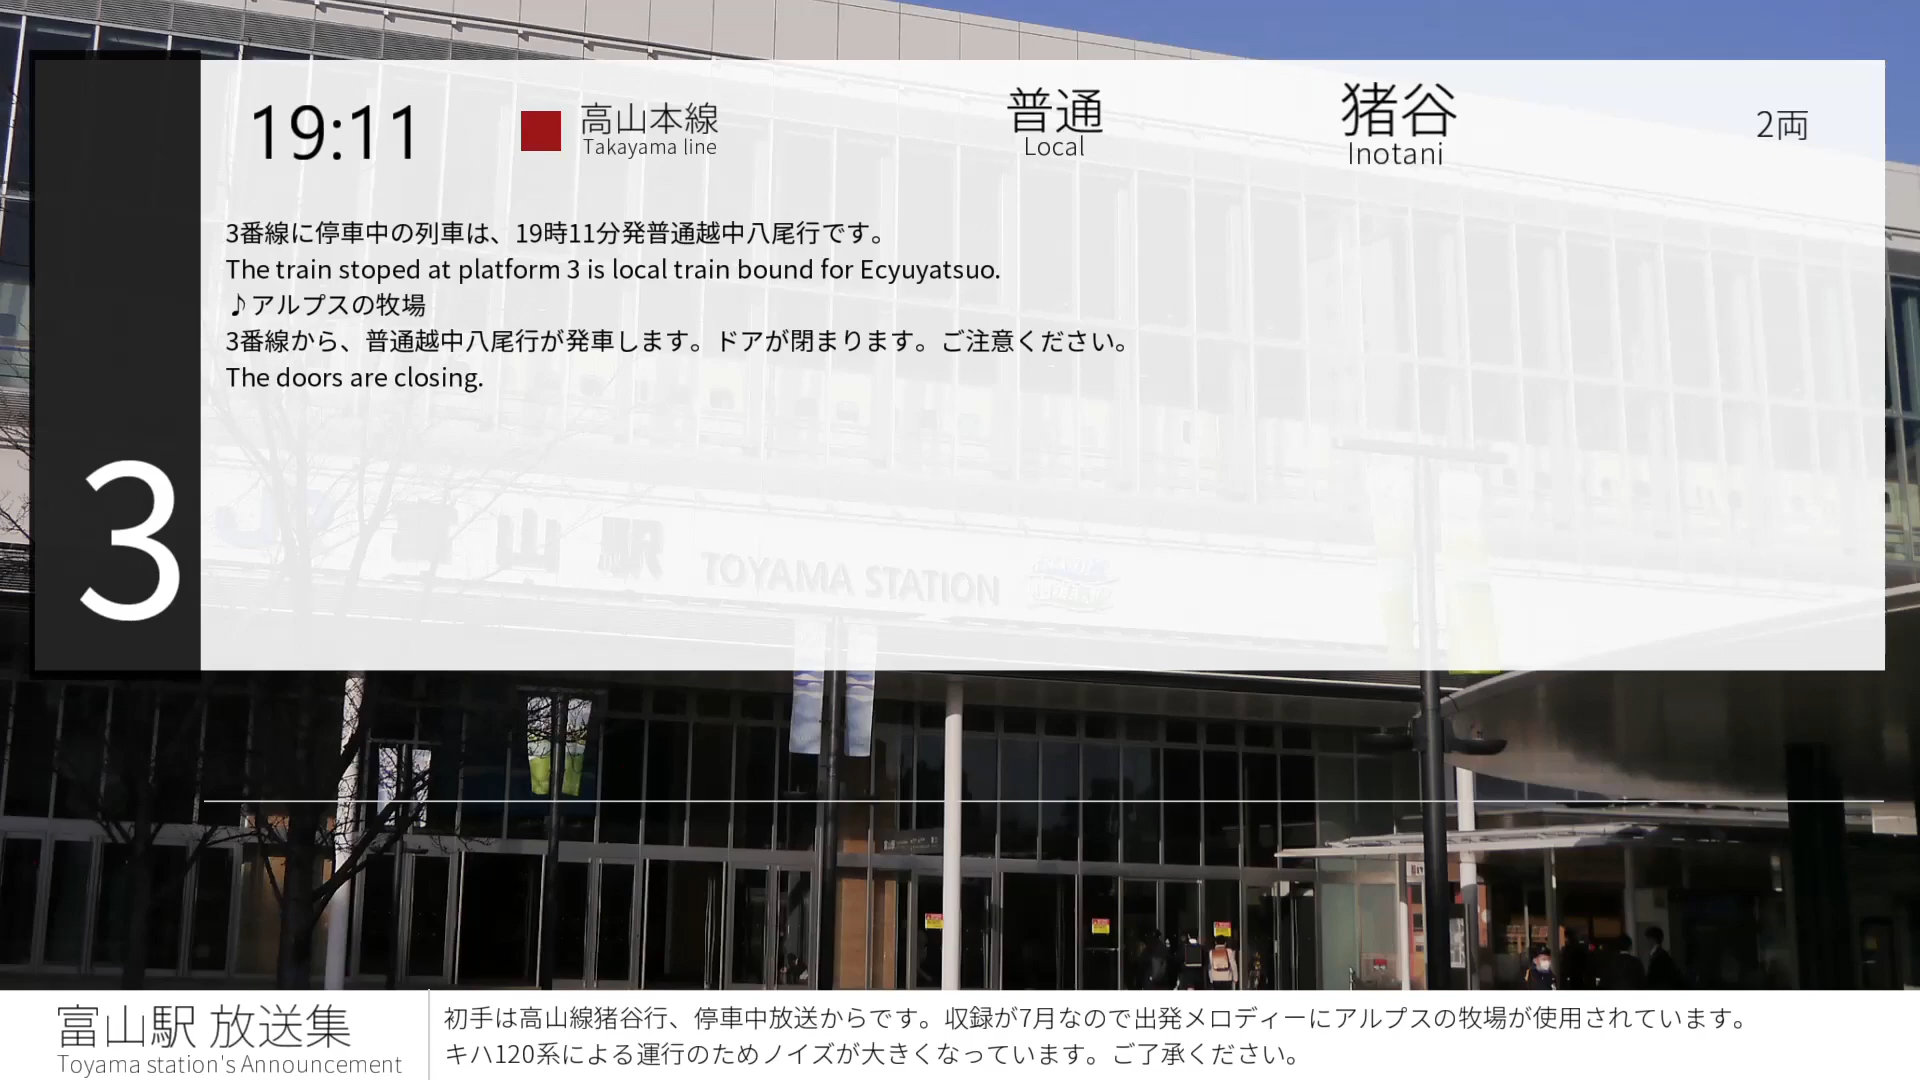 19:11
高山本線
Takayama line
普通
Local
猪谷
Inotani
2両
3番線に停車中の列車は、19時11分発普通越中八尾行です。
The train stoped at platform 3 is local train bound for Ecyuyatsuo.
♪アルプスの牧場
3番線から、普通越中八尾行が発車します。ドアが閉まります。ご注意ください。
The doors are closing.
3
富山駅
TOYAMA STATION
富山駅 放送集
Toyama station's Announcement
初手は高山線猪谷行、停車中放送からです。収録が7月なので出発メロディーにアルプスの牧場が使用されています。
キハ120系による運行のためノイズが大きくなっています。ご了承ください。